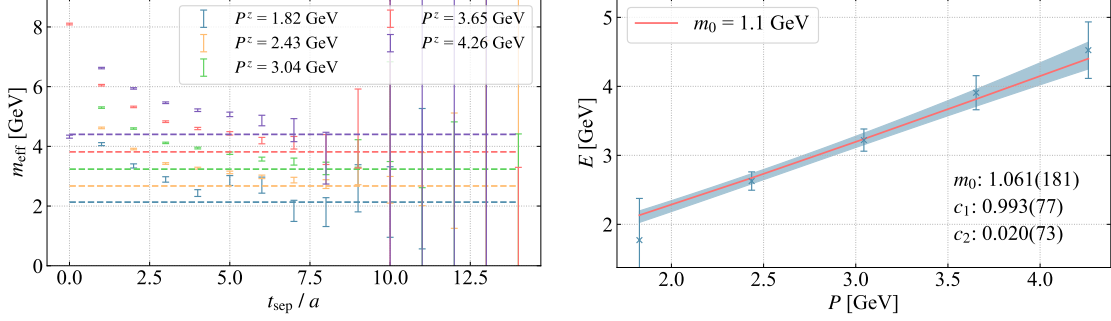 8
6
4
2
0
m_eff [GeV]
P^z = 1.82 GeV
P^z = 2.43 GeV
P^z = 3.04 GeV
P^z = 3.65 GeV
P^z = 4.26 GeV
0.0 2.5 5.0 7.5 10.0 12.5
t_sep / a
5
4
3
2
E [GeV]
m_0 = 1.1 GeV
m_0: 1.061(181)
c_1: 0.993(77)
c_2: 0.020(73)
2.0 2.5 3.0 3.5 4.0
P [GeV]